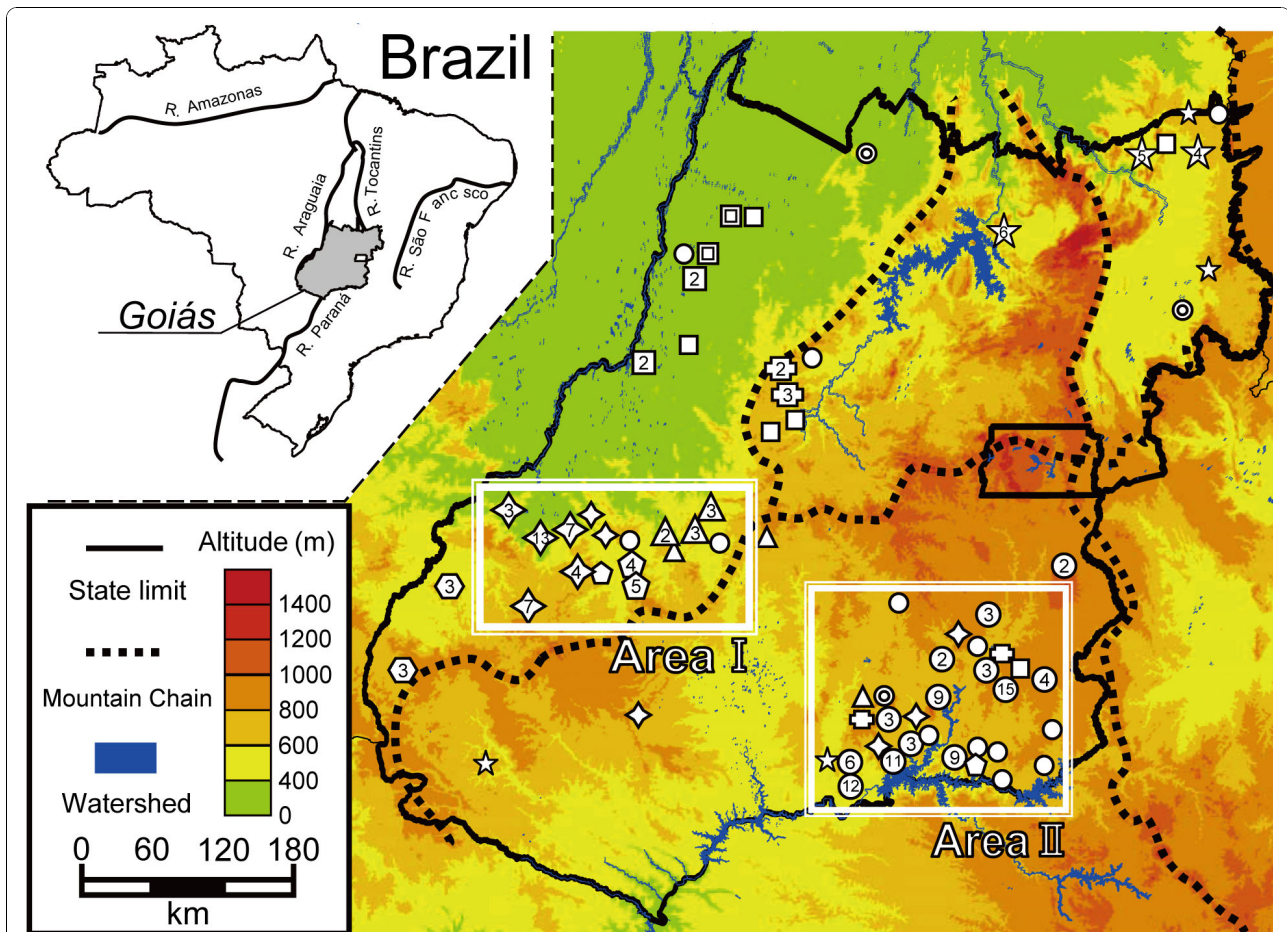 Brazil
R. Amazonas
R. Tocantins
R. Araguaia
R. São F anc sco
Goiás
R. Paraná
5
4
6
2
2
2
3
3
13
7
3
2
3
4
4
5
7
3
3
Area I
2
3
2
3
15
4
9
3
3
6
11
9
12
Area II
Altitude (m)
State limit
Mountain Chain
Watershed
1400
1200
1000
800
600
400
0
0 60 120 180
km